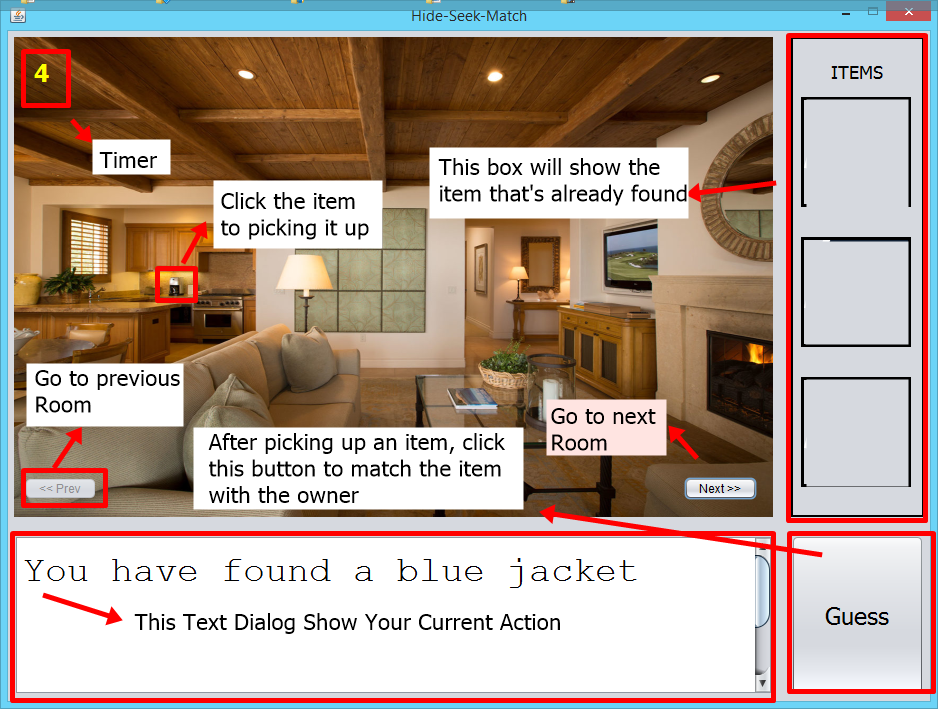 Hide-Seek-Match
4
ITEMS
Timer
This box will show the
item that's already found
Click the item
to picking it up
Go to previous
Room
Go to next
Room
After picking up an item, click
this button to match the item
with the owner
<< Prev
Next >>
You have found a blue jacket
This Text Dialog Show Your Current Action
Guess